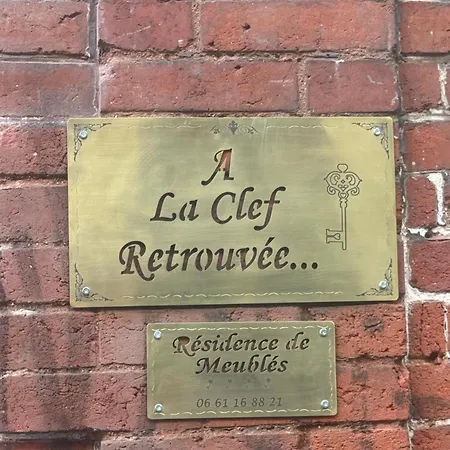 A
La Clef
Retrouvée...
Résidence de
Meublés
06 61 16 88 21